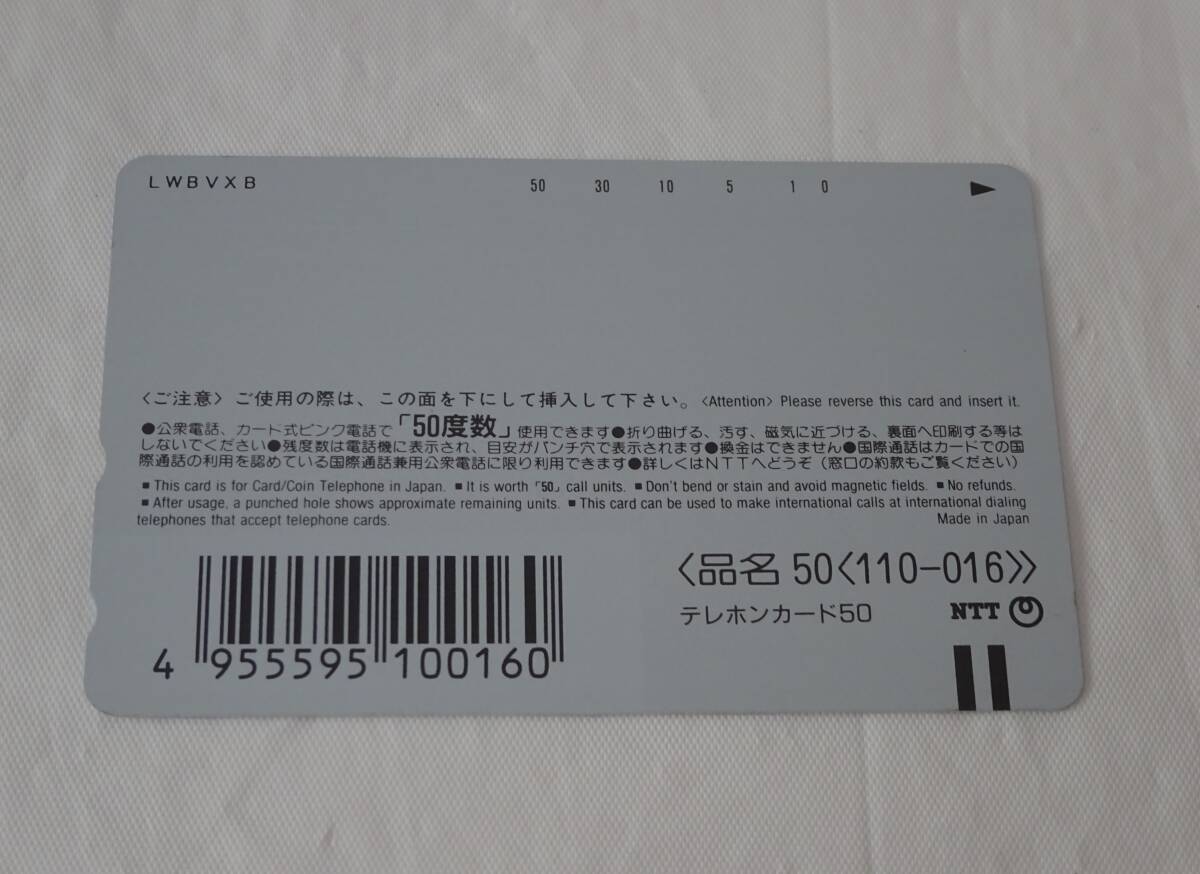 LWBVXB 50 30 10 5 1 0 ▶
〈ご注意〉ご使用の際は、この面を下にして挿入して下さい。〈Attention〉Please reverse this card and insert it.
●公衆電話、カード式ピンク電話で「50度数」使用できます●折り曲げる、汚す、磁気に近づける、裏面へ印刷する等は
しないでください●残度数は電話機に表示され、目安がパンチ穴で表示されます●換金はできません●国際通話はカードでの国
際通話の利用を認めている国際通話兼用公衆電話に限り利用できます●詳しくはNTTへどうぞ(窓口の約款もご覧ください)
■ This card is for Card/Coin Telephone in Japan. ■ It is worth「50」call units. ■ Don't bend or stain and avoid magnetic fields. ■ No refunds.
■ After usage, a punched hole shows approximate remaining units. ■ This card can be used to make international calls at international dialing
telephones that accept telephone cards. Made in Japan
〈品名 50〈110-016〉〉
テレホンカード50 NTT
4 955595 100160